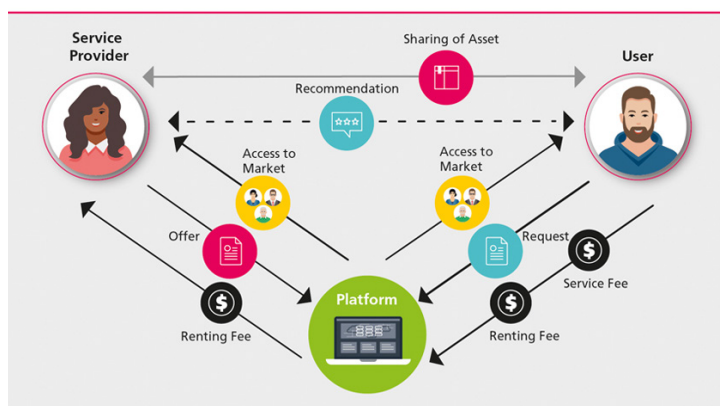 Service
Provider
Sharing of Asset
User
Recommendation
Access to
Market
Access to
Market
Offer
Request
Service Fee
Platform
Renting Fee
Renting Fee